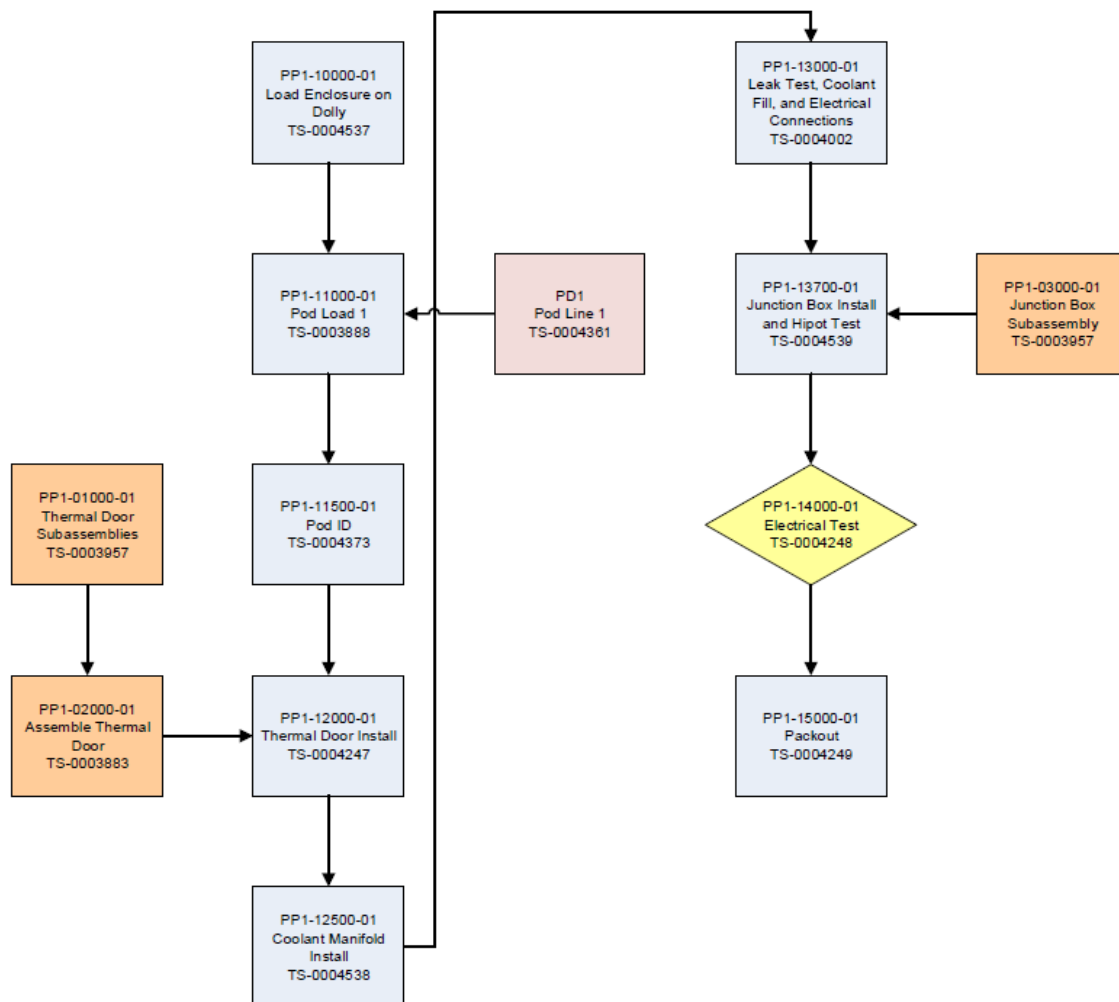 PP1-10000-01
Load Enclosure on
Dolly
TS-0004537
PP1-13000-01
Leak Test, Coolant
Fill, and Electrical
Connections
TS-0004002
PP1-11000-01
Pod Load 1
TS-0003888
PD1
Pod Line 1
TS-0004361
PP1-13700-01
Junction Box Install
and Hipot Test
TS-0004539
PP1-03000-01
Junction Box
Subassembly
TS-0003957
PP1-01000-01
Thermal Door
Subassemblies
TS-0003957
PP1-11500-01
Pod ID
TS-0004373
PP1-14000-01
Electrical Test
TS-0004248
PP1-02000-01
Assemble Thermal
Door
TS-0003883
PP1-12000-01
Thermal Door Install
TS-0004247
PP1-15000-01
Packout
TS-0004249
PP1-12500-01
Coolant Manifold
Install
TS-0004538